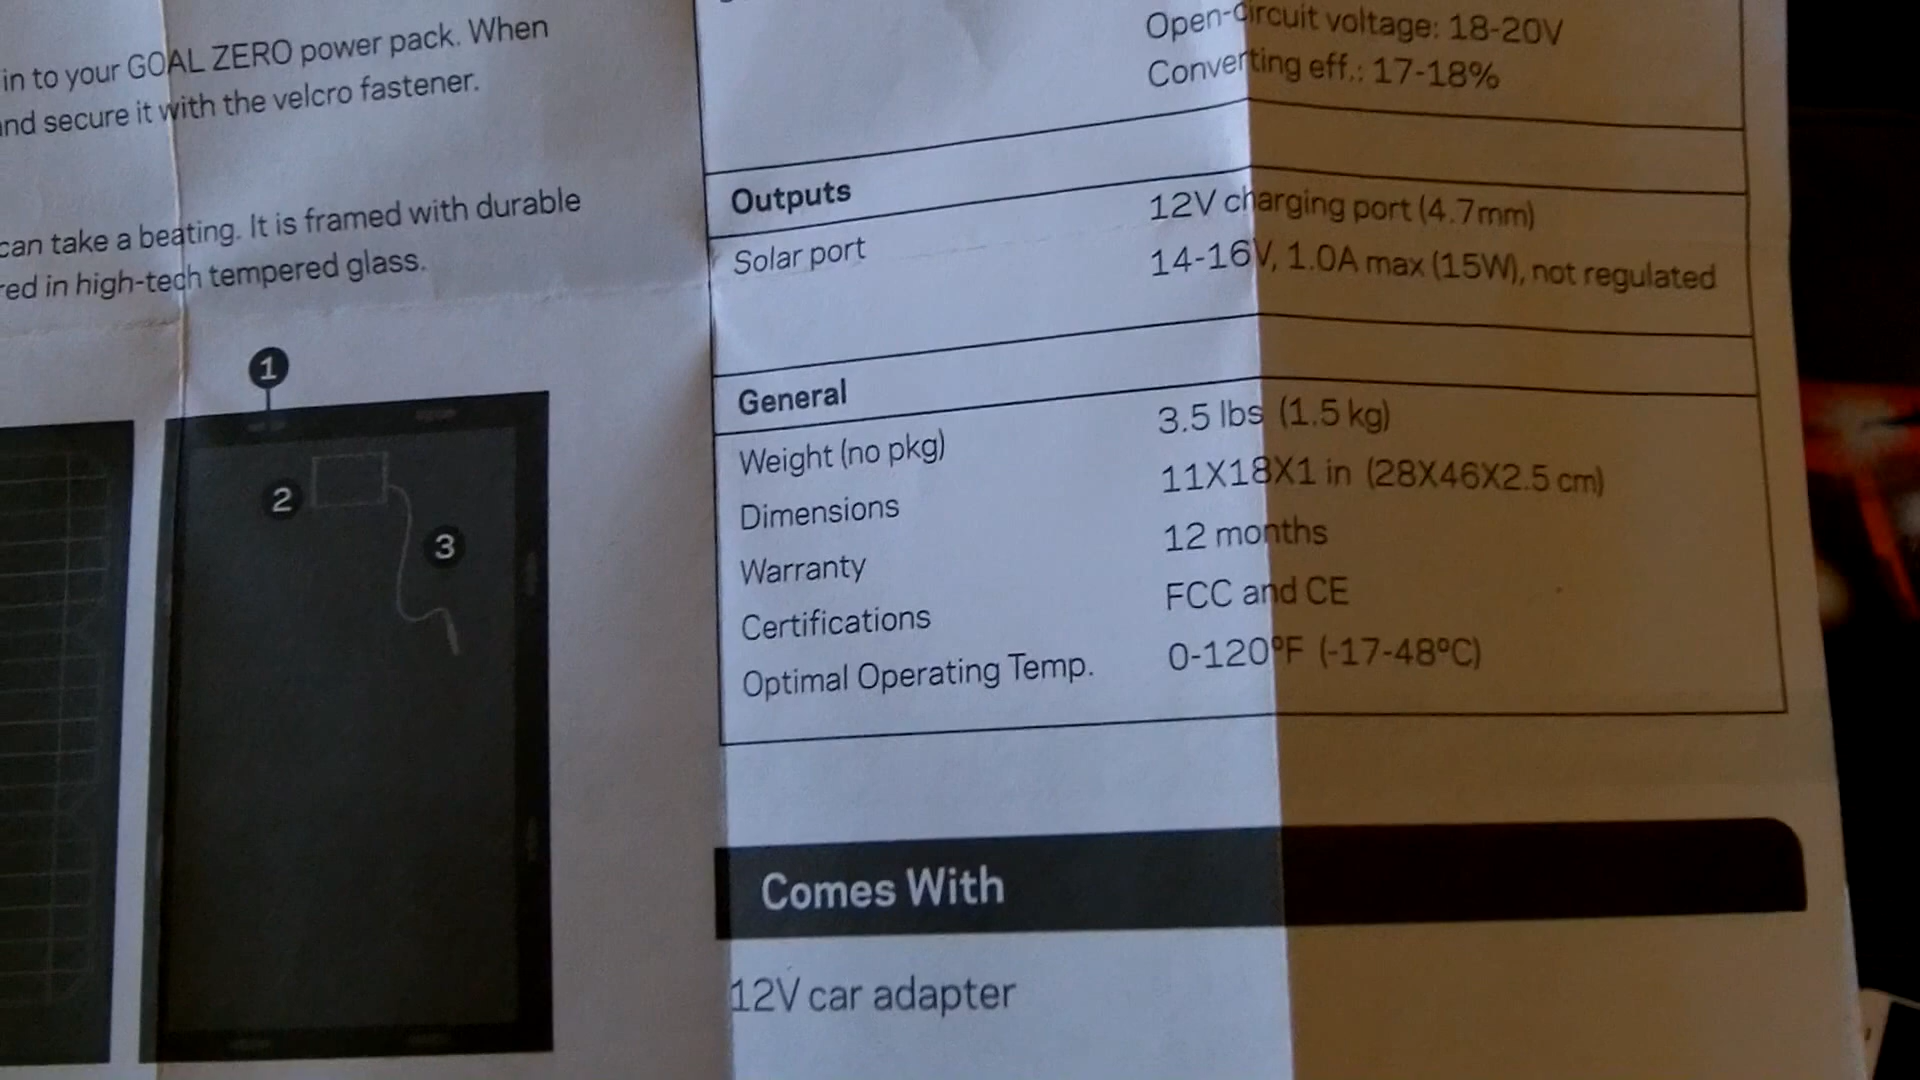 in to your GOAL ZERO power pack. When
and secure it with the velcro fastener.
can take a beating. It is framed with durable
red in high-tech tempered glass.
1
2
3
Open-circuit voltage: 18-20V
Converting eff.: 17-18%
Outputs
Solar port
12V charging port (4.7mm)
14-16V, 1.0A max (15W), not regulated
General
Weight (no pkg) 3.5 lbs (1.5 kg)
Dimensions 11X18X1 in (28X46X2.5 cm)
Warranty 12 months
Certifications FCC and CE
Optimal Operating Temp. 0-120ºF (-17-48ºC)
Comes With
12V car adapter